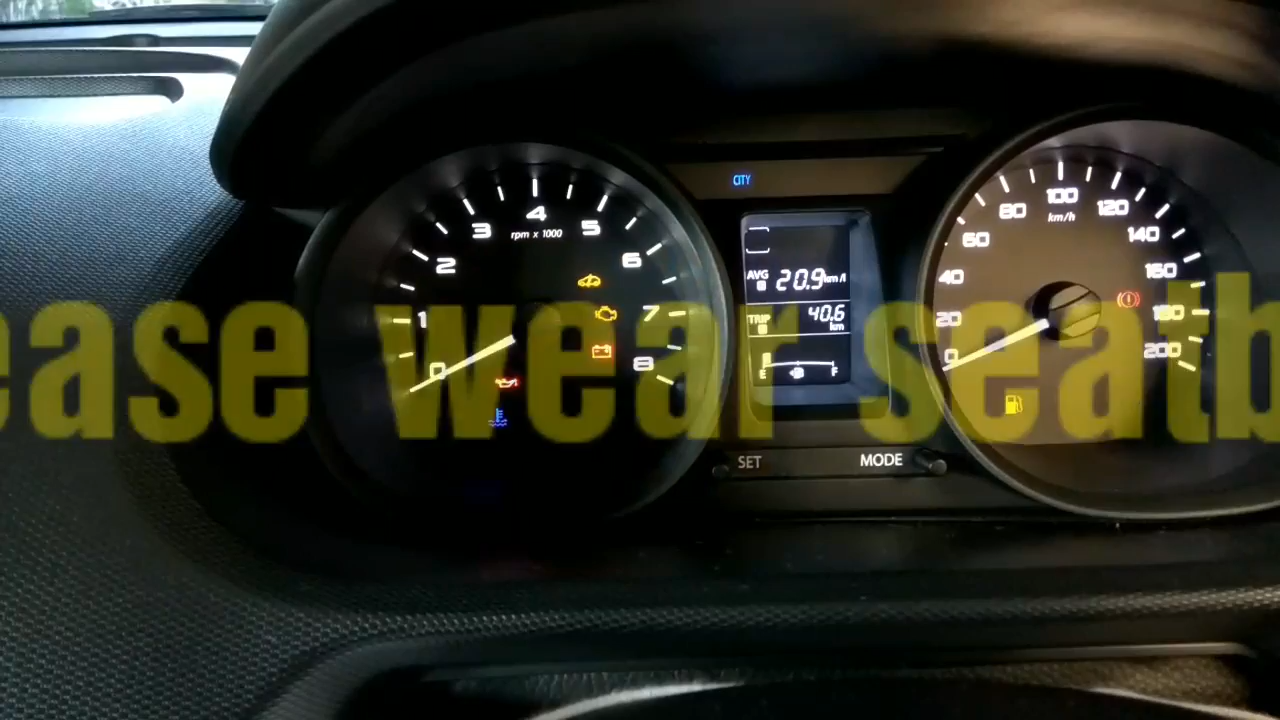 CITY
1 2 3 4 5 6 7 8 0
rpm x 1000
AVG 20.9 km/l
TRIP 40.6 km
E F
SET MODE
0 20 40 60 80 100 120 140 160 180 200
km/h
ease wear seatb